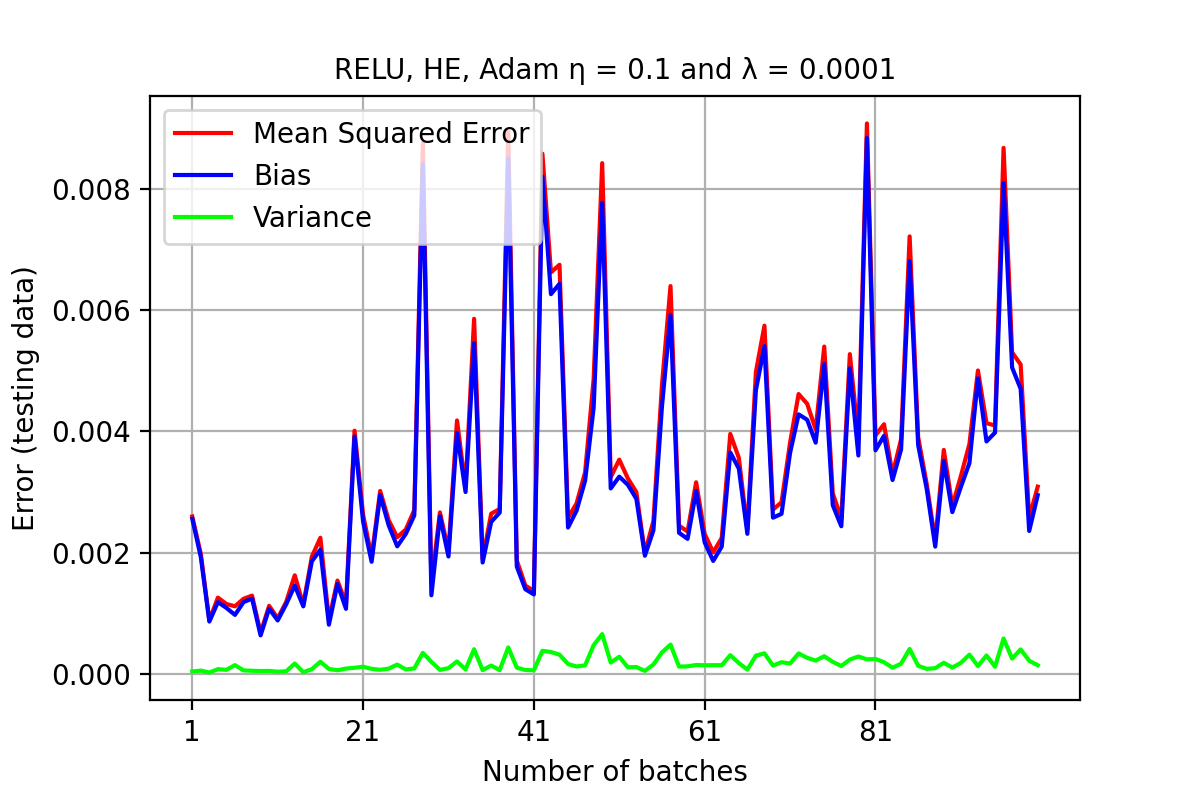 RELU, HE, Adam η = 0.1 and λ = 0.0001
Mean Squared Error
Bias
Variance
Error (testing data)
0.008
0.006
0.004
0.002
0.000
1 21 41 61 81
Number of batches